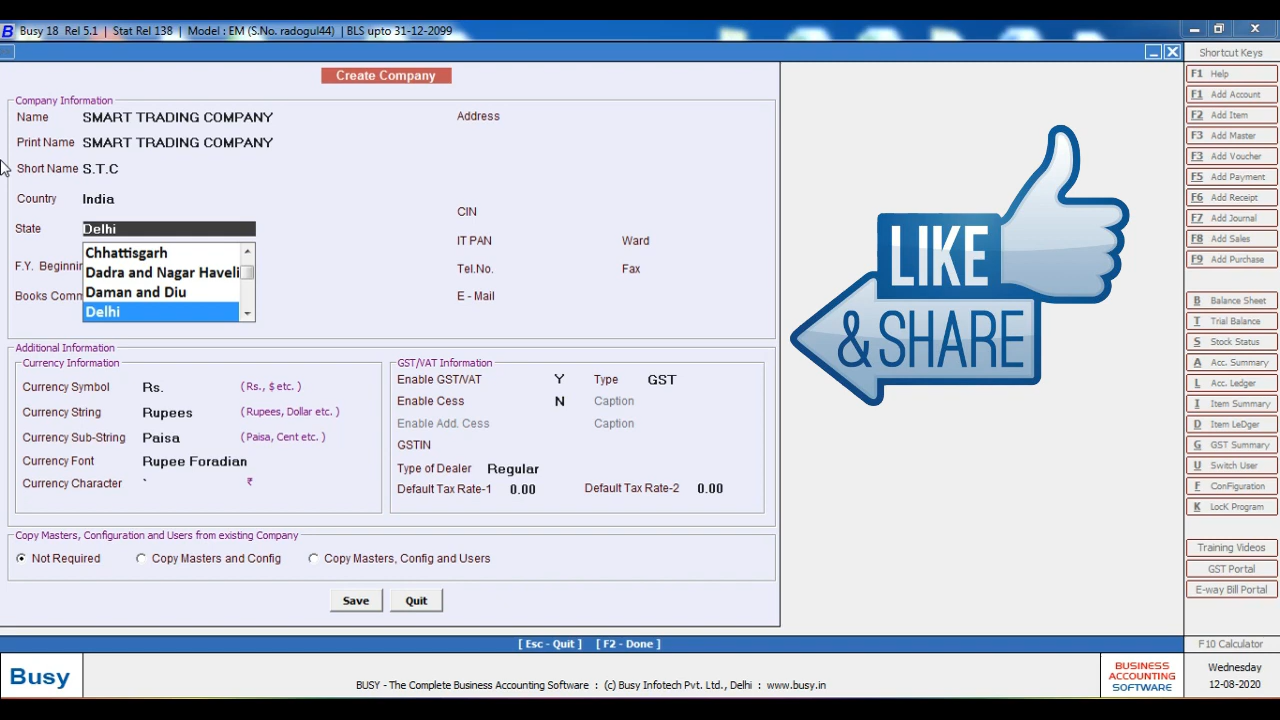 Busy 18 Rel 5.1 | Stat Rel 138 | Model : EM (S.No. radogul44) | BLS upto 31-12-2099
Create Company
Company Information
Name SMART TRADING COMPANY
Print Name SMART TRADING COMPANY
Short Name S.T.C
Country India
State Delhi
Chhattisgarh
Dadra and Nagar Haveli
Daman and Diu
Delhi
F.Y. Beginnin
Books Comm
Address
CIN
IT PAN Ward
Tel.No. Fax
E - Mail
Additional Information
Currency Information
Currency Symbol Rs. (Rs., $ etc. )
Currency String Rupees (Rupees, Dollar etc. )
Currency Sub-String Paisa (Paisa, Cent etc. )
Currency Font Rupee Foradian
Currency Character ` ₹
GST/VAT Information
Enable GST/VAT Y Type GST
Enable Cess N Caption
Enable Add. Cess Caption
GSTIN
Type of Dealer Regular
Default Tax Rate-1 0.00 Default Tax Rate-2 0.00
Copy Masters, Configuration and Users from existing Company
Not Required Copy Masters and Config Copy Masters, Config and Users
Save Quit
LIKE
& SHARE
Shortcut Keys
F1 Help
F1 Add Account
F2 Add Item
F3 Add Master
F3 Add Voucher
F5 Add Payment
F6 Add Receipt
F7 Add Journal
F8 Add Sales
F9 Add Purchase
B Balance Sheet
T Trial Balance
S Stock Status
A Acc. Summary
L Acc. Ledger
I Item Summary
D Item LeDger
G GST Summary
U Switch User
F ConFiguration
K LocK Program
Training Videos
GST Portal
E-way Bill Portal
[ Esc - Quit ] [ F2 - Done ]
F10 Calculator
Busy
BUSY - The Complete Business Accounting Software : (c) Busy Infotech Pvt. Ltd., Delhi : www.busy.in
BUSINESS
ACCOUNTING
SOFTWARE
Wednesday
12-08-2020